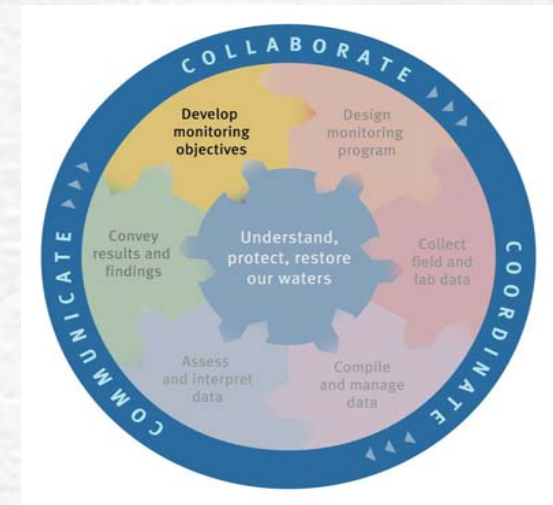 COLLABORATE
Develop
monitoring
objectives
Design
monitoring
program
Collect
field and
lab data
Compile
and manage
data
Assess
and interpret
data
Convey
results and
findings
Understand,
protect, restore
our waters
COORDINATE
COMMUNICATE